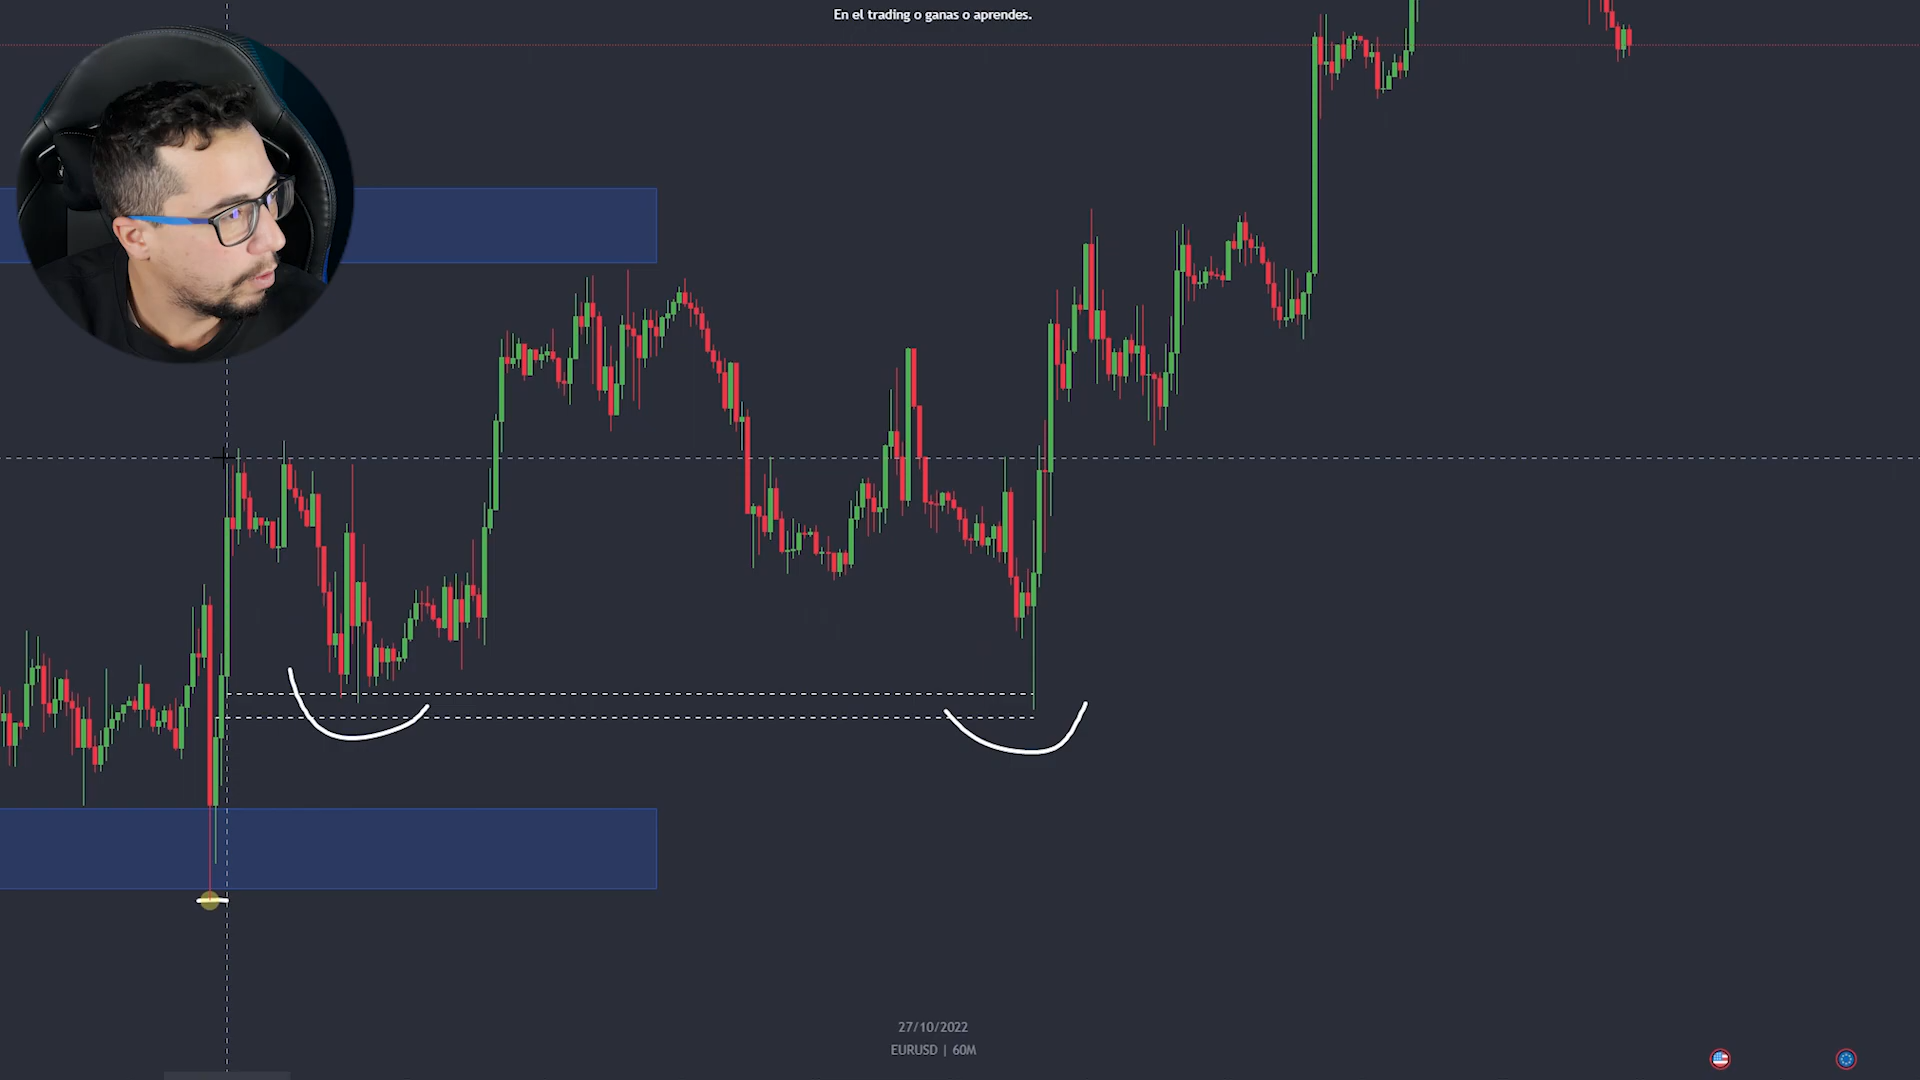 En el trading o ganas o aprendes.
27/10/2022
EURUSD | 60M